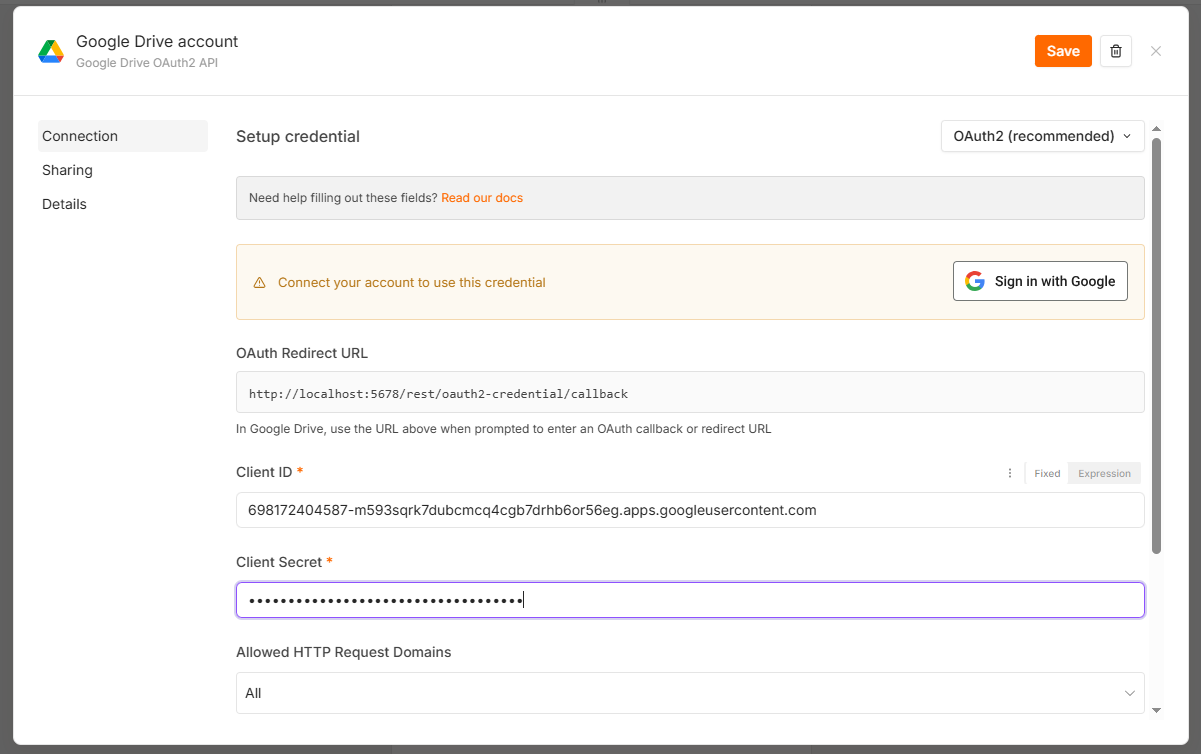 Google Drive account
Google Drive OAuth2 API
Save
Connection
Sharing
Details
Setup credential
OAuth2 (recommended)
Need help filling out these fields? Read our docs
Connect your account to use this credential
Sign in with Google
OAuth Redirect URL
http://localhost:5678/rest/oauth2-credential/callback
In Google Drive, use the URL above when prompted to enter an OAuth callback or redirect URL
Client ID *
Fixed
Expression
698172404587-m593sqrk7dubcmcq4cgb7drhb6or56eg.apps.googleusercontent.com
Client Secret *
•••••••••••••••••••••••••••••••••••
Allowed HTTP Request Domains
All